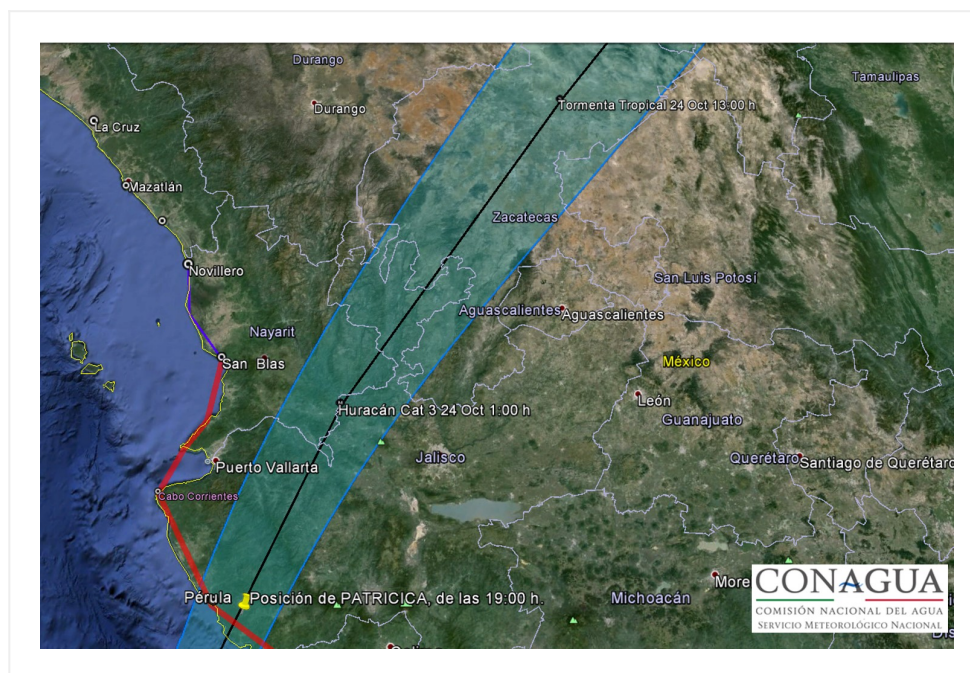 Durango
Tamaulipas
Durango
Tormenta Tropical 24 Oct 13:00 h
La Cruz
Mazatlán
Zacatecas
Novillero
San Luis Potosí
Aguascalientes
Aguascalientes
Nayarit
México
San Blas
León
Huracán Cat 3 24 Oct 1:00 h
Guanajuato
Jalisco
Querétaro
Santiago de Querétaro
Puerto Vallarta
Cabo Corrientes
More
CONAGUA
Pérula
Posición de PATRICICA, de las 19:00 h.
Michoacán
COMISIÓN NACIONAL DEL AGUA
SERVICIO METEOROLÓGICO NACIONAL